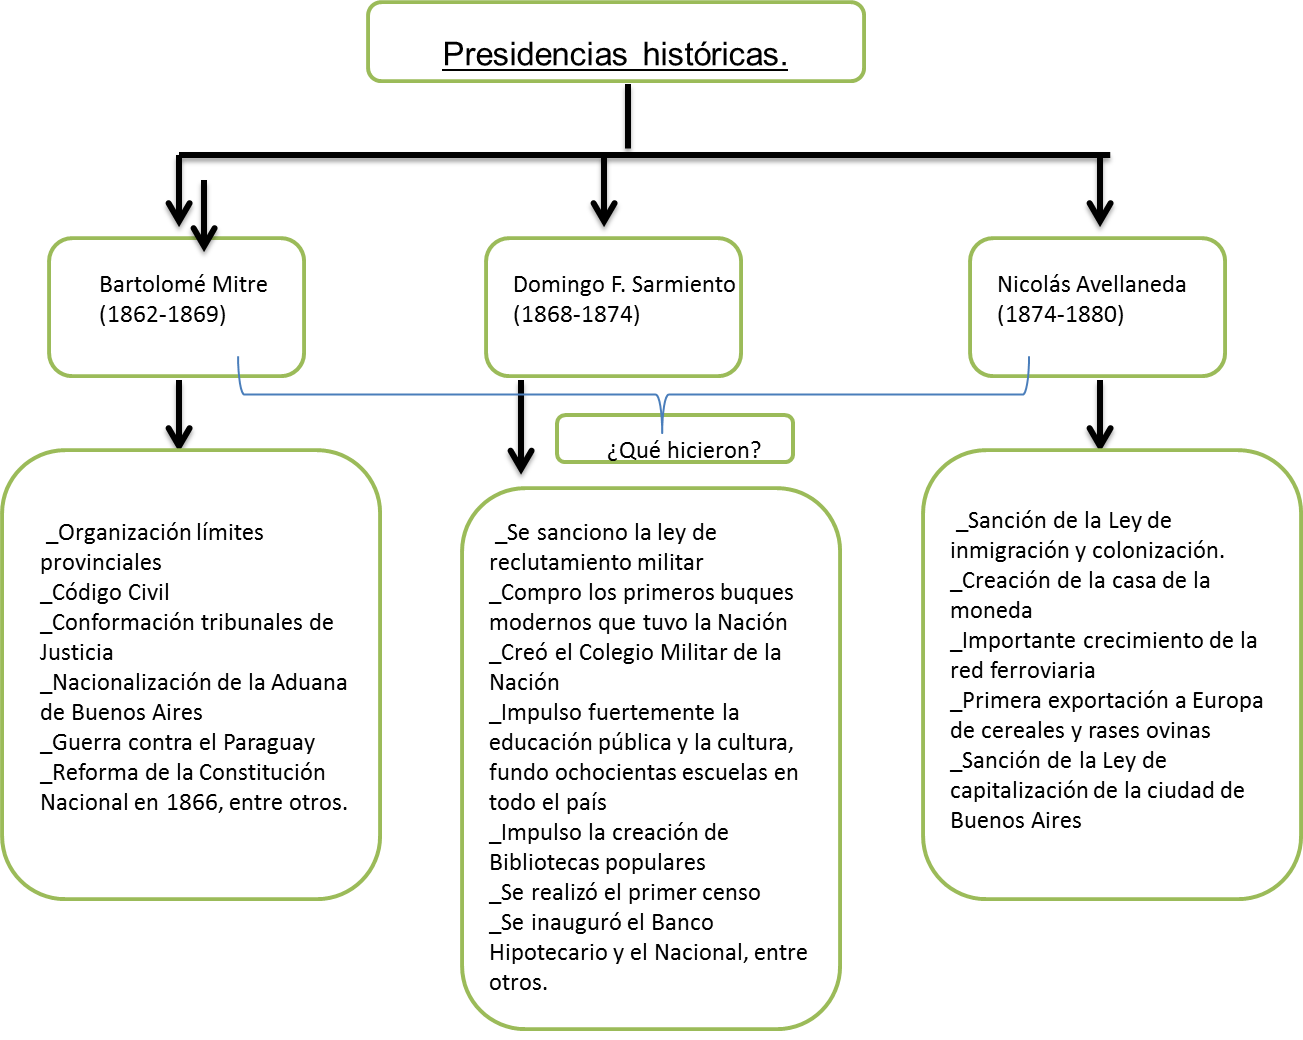 Presidencias históricas.
Bartolomé Mitre
(1862-1869)
Domingo F. Sarmiento
(1868-1874)
Nicolás Avellaneda
(1874-1880)
¿Qué hicieron?
_Organización límites
provinciales
_Código Civil
_Conformación tribunales de
Justicia
_Nacionalización de la Aduana
de Buenos Aires
_Guerra contra el Paraguay
_Reforma de la Constitución
Nacional en 1866, entre otros.
_Se sanciono la ley de
reclutamiento militar
_Compro los primeros buques
modernos que tuvo la Nación
_Creó el Colegio Militar de la
Nación
_Impulso fuertemente la
educación pública y la cultura,
fundo ochocientas escuelas en
todo el país
_Impulso la creación de
Bibliotecas populares
_Se realizó el primer censo
_Se inauguró el Banco
Hipotecario y el Nacional, entre
otros.
_Sanción de la Ley de
inmigración y colonización.
_Creación de la casa de la
moneda
_Importante crecimiento de la
red ferroviaria
_Primera exportación a Europa
de cereales y rases ovinas
_Sanción de la Ley de
capitalización de la ciudad de
Buenos Aires